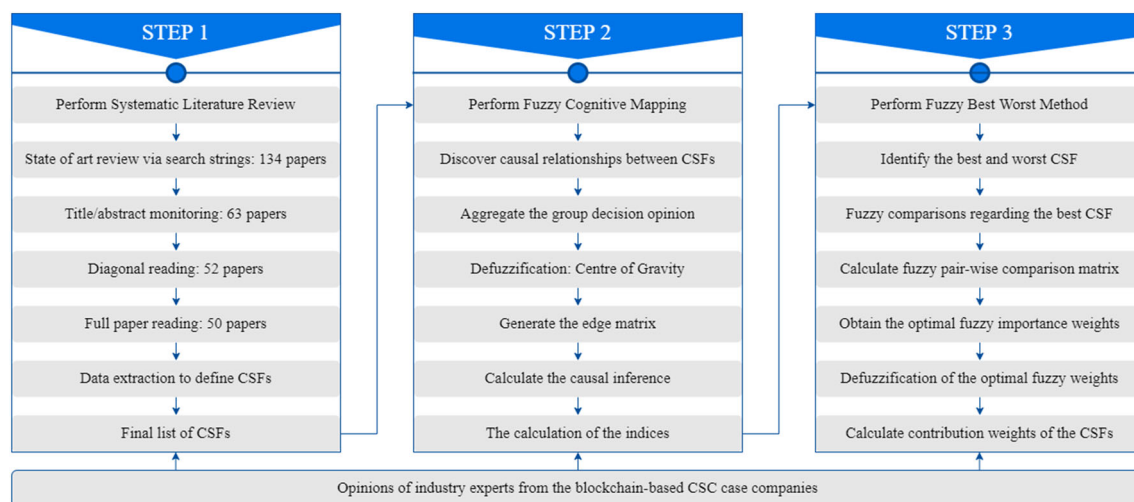 STEP 1
Perform Systematic Literature Review
State of art review via search strings: 134 papers
Title/abstract monitoring: 63 papers
Diagonal reading: 52 papers
Full paper reading: 50 papers
Data extraction to define CSFs
Final list of CSFs
STEP 2
Perform Fuzzy Cognitive Mapping
Discover causal relationships between CSFs
Aggregate the group decision opinion
Defuzzification: Centre of Gravity
Generate the edge matrix
Calculate the causal inference
The calculation of the indices
STEP 3
Perform Fuzzy Best Worst Method
Identify the best and worst CSF
Fuzzy comparisons regarding the best CSF
Calculate fuzzy pair-wise comparison matrix
Obtain the optimal fuzzy importance weights
Defuzzification of the optimal fuzzy weights
Calculate contribution weights of the CSFs
Opinions of industry experts from the blockchain-based CSC case companies